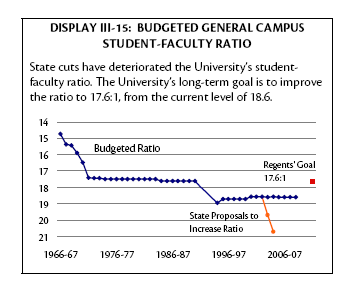 DISPLAY III-15: BUDGETED GENERAL CAMPUS
STUDENT-FACULTY RATIO
State cuts have deteriorated the University's student-
faculty ratio. The University's long-term goal is to improve
the ratio to 17.6:1, from the current level of 18.6.
14
15
16
17
18
19
20
21
Budgeted Ratio
Regents' Goal
17.6:1
State Proposals to
Increase Ratio
1966-67 1976-77 1986-87 1996-97 2006-07